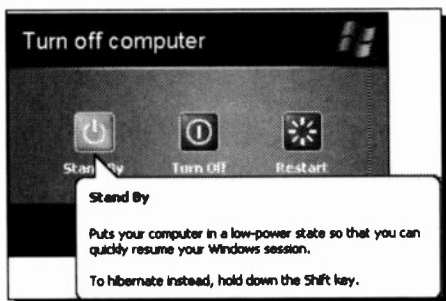 Turn off computer
Stand By Turn Off Restart
Stand By
Puts your computer in a low-power state so that you can
quickly resume your Windows session.
To hibernate instead, hold down the Shift key.